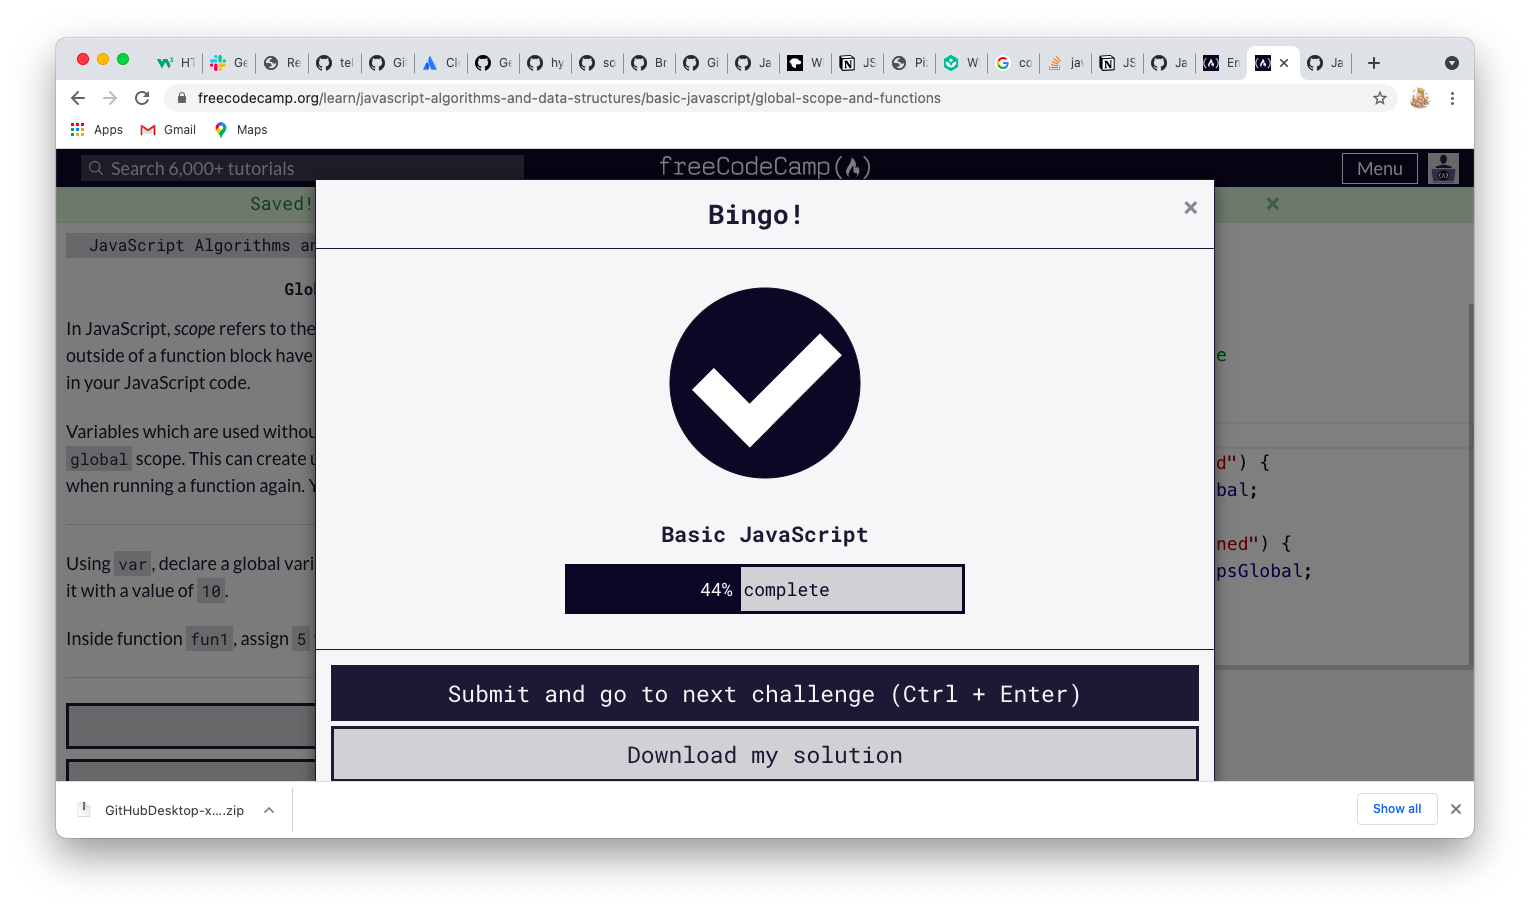 HT
Ge
Re
tel
Gi
Cl
Ge
hy
so
Br
Gi
Ja
W
JS
Pi
W
co
jav
JS
Ja
En
Ja
freecodecamp.org/learn/javascript-algorithms-and-data-structures/basic-javascript/global-scope-and-functions
Apps Gmail Maps
Search 6,000+ tutorials
freeCodeCamp
Menu
Saved!
Bingo!
JavaScript Algorithms an
Glo
In JavaScript, scope refers to the
outside of a function block have
in your JavaScript code.
Variables which are used withou
global scope. This can create u
when running a function again. Y
Using var, declare a global vari
it with a value of 10.
Inside function fun1, assign 5
e
d") {
bal;
ned") {
psGlobal;
Basic JavaScript
44% complete
Submit and go to next challenge (Ctrl + Enter)
Download my solution
GitHubDesktop-x....zip
Show all